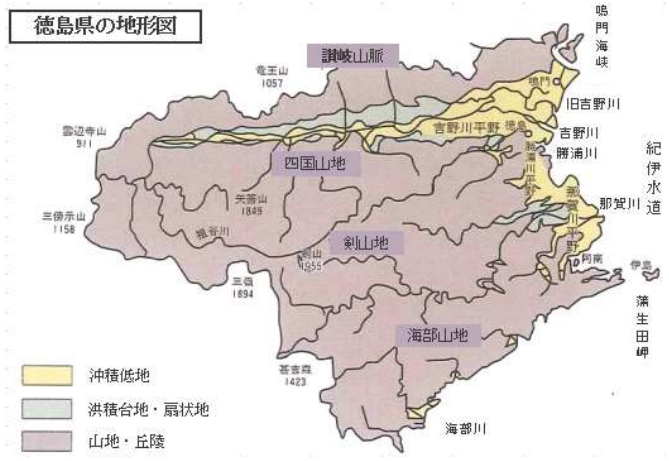 徳島県の地形図
鳴門海峡
讃岐山脈
竜王山
1057
鳴門
旧吉野川
雲辺寺山
911
吉野川平野
徳島
吉野川
勝浦川
紀伊水道
四国山地
勝浦川平野
那賀川
那賀川平野
矢筈山
1849
三傍示山
1158
祖谷川
剣山
1955
剣山地
阿南
伊島
三嶺
1894
蒲生田岬
海部山地
甚吉森
1423
沖積低地
洪積台地・扇状地
山地・丘陵
海部川